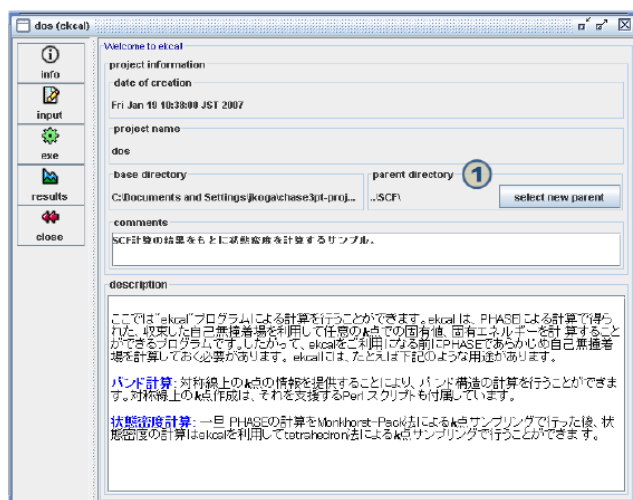 dos (ekcal)
info
input
exe
results
close
Welcome to ekcal
project information
date of creation
Fri Jan 19 10:38:00 JST 2007
project name
dos
base directory
C:\Documents and Settings\jkoga\chase3pt-proj...
parent directory
1
..\SCF\
select new parent
comments
SCF計算の結果をもとに状態密度を計算するサンプル。
description
ここでは"ekcal"プログラムによる計算を行うことができます。ekcal は、PHASEによる計算で得ら
れた、収束した自己無撞着場を利用して任意のk点での固有値、固有エネルギーを計算すること
ができるプログラムです。したがって、ekcalをご利用になる前にPHASEであらかじめ自己無撞着
場を計算しておく必要があります。ekcalには、たとえば下記のような用途があります。
バンド計算: 対称線上のk点の情報を提供することにより、バンド構造の計算を行うことができま
す。対称線上のk点作成は、それを支援するPerlスクリプトも付属しています。
状態密度計算: 一旦 PHASEの計算をMonkhorst-Pack法によるk点サンプリングで行った後、状
態密度の計算はekcalを利用してtetrahedron法によるk点サンプリングで行うことができます。